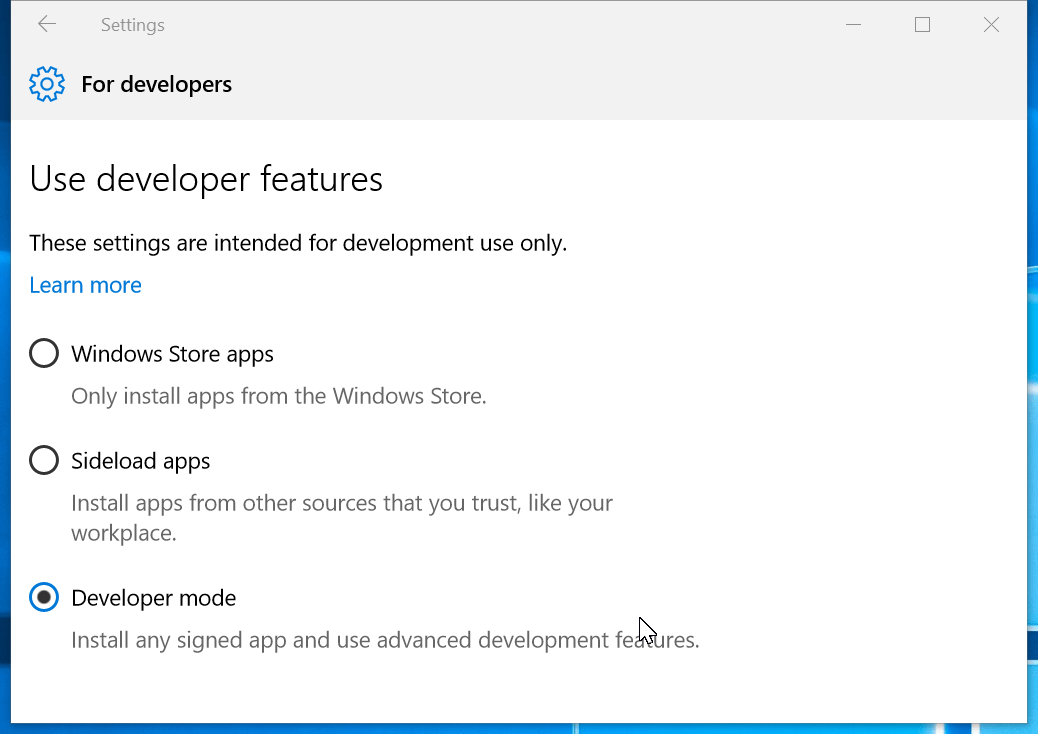 Settings
For developers
Use developer features
These settings are intended for development use only.
Learn more
Windows Store apps
Only install apps from the Windows Store.
Sideload apps
Install apps from other sources that you trust, like your
workplace.
Developer mode
Install any signed app and use advanced development features.